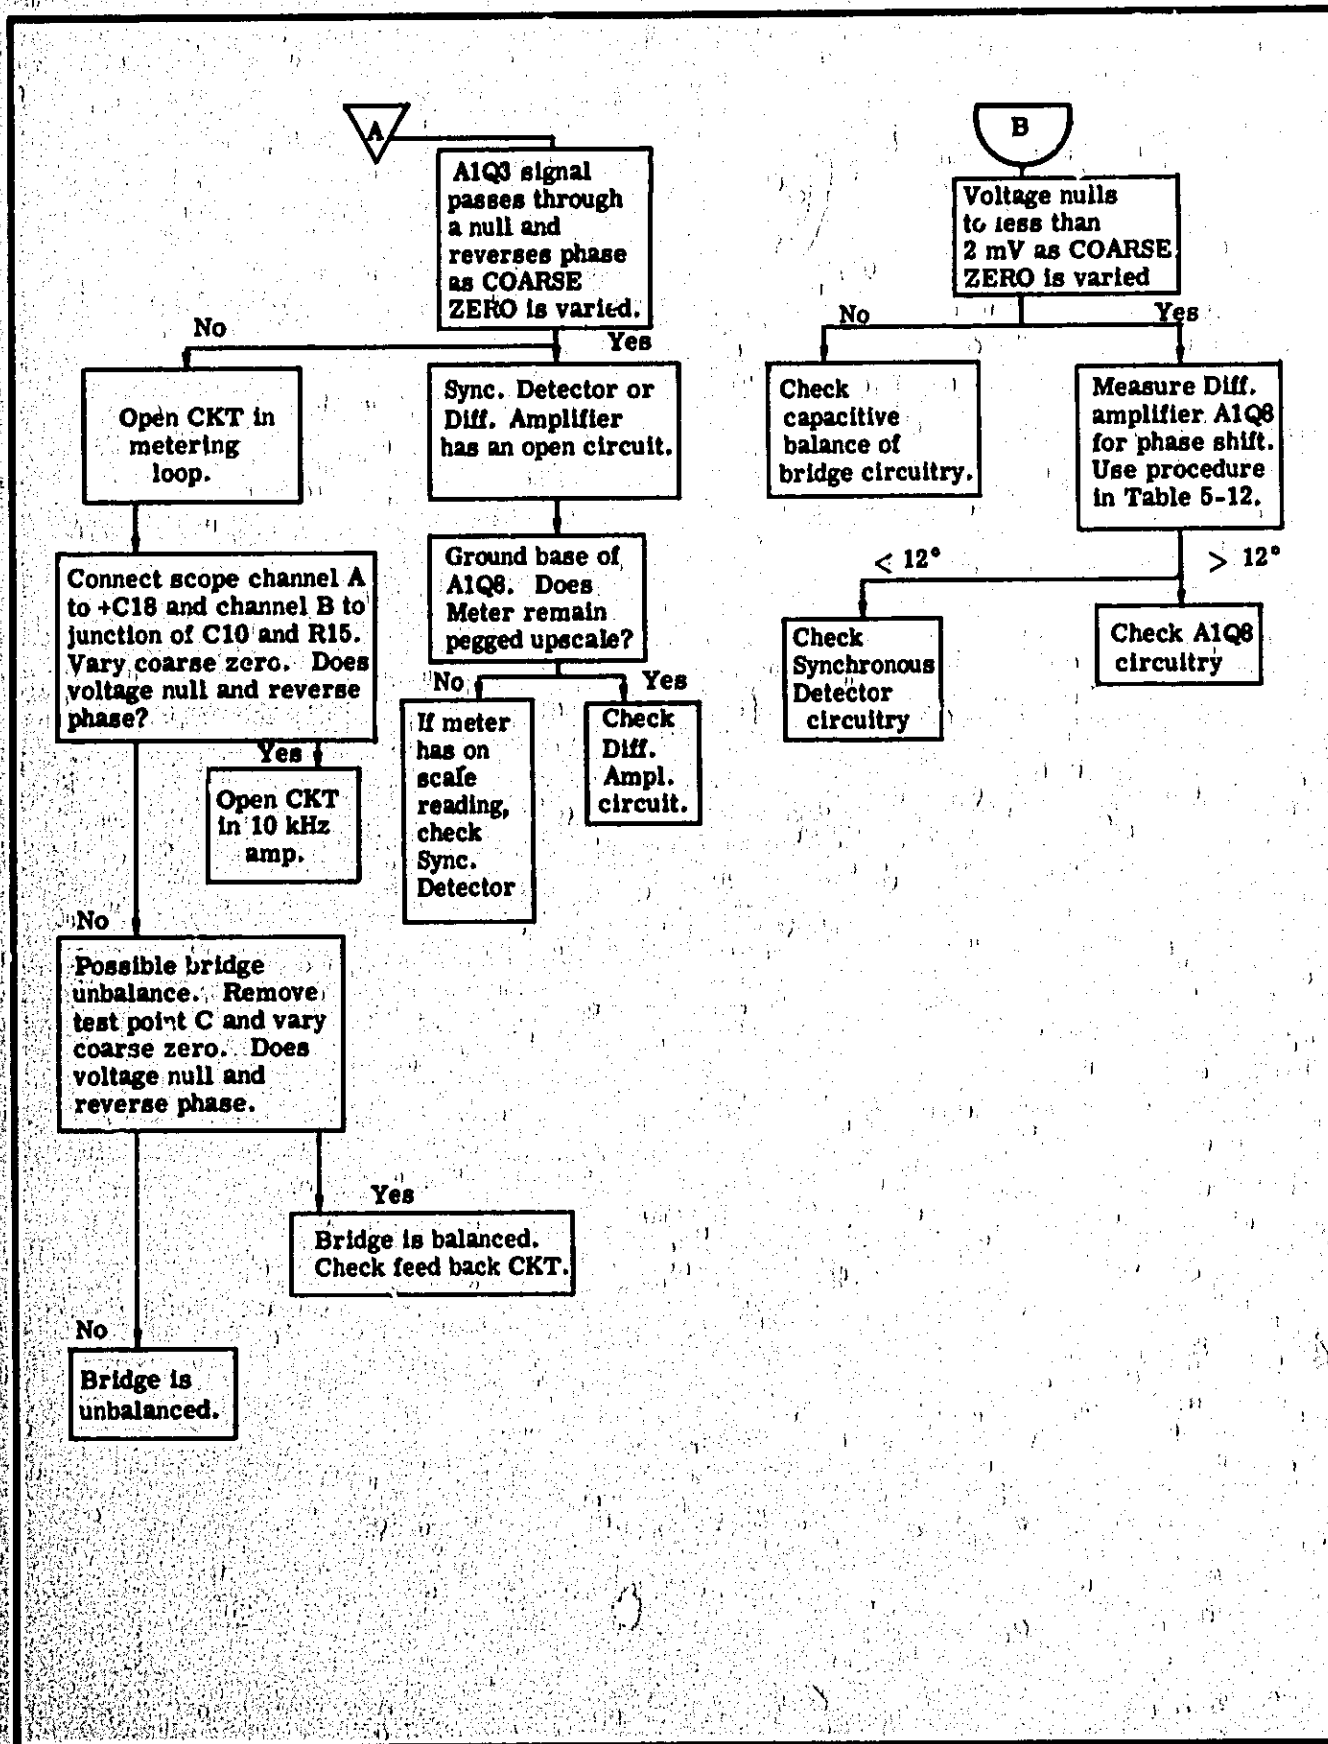 A
A1Q3 signal
passes through
a null and
reverses phase
as COARSE
ZERO is varied.
No
Yes
Open CKT in
metering
loop.
Sync. Detector or
Diff. Amplifier
has an open circuit.
Connect scope channel A
to +C18 and channel B to
junction of C10 and R15.
Vary coarse zero. Does
voltage null and reverse
phase?
Ground base of
A1Q8. Does
Meter remain
pegged upscale?
Yes
Open CKT
in 10 kHz
amp.
No
Yes
If meter
has on
scale
reading,
check
Sync.
Detector
Check
Diff.
Ampl.
circuit.
No
Possible bridge
unbalance. Remove
test point C and vary
coarse zero. Does
voltage null and
reverse phase.
Yes
Bridge is balanced.
Check feed back CKT.
No
Bridge is
unbalanced.
B
Voltage nulls
to less than
2 mV as COARSE
ZERO is varied
No
Yes
Check
capacitive
balance of
bridge circuitry.
Measure Diff.
amplifier A1Q8
for phase shift.
Use procedure
in Table 5-12.
< 12°
> 12°
Check
Synchronous
Detector
circuitry
Check A1Q8
circuitry